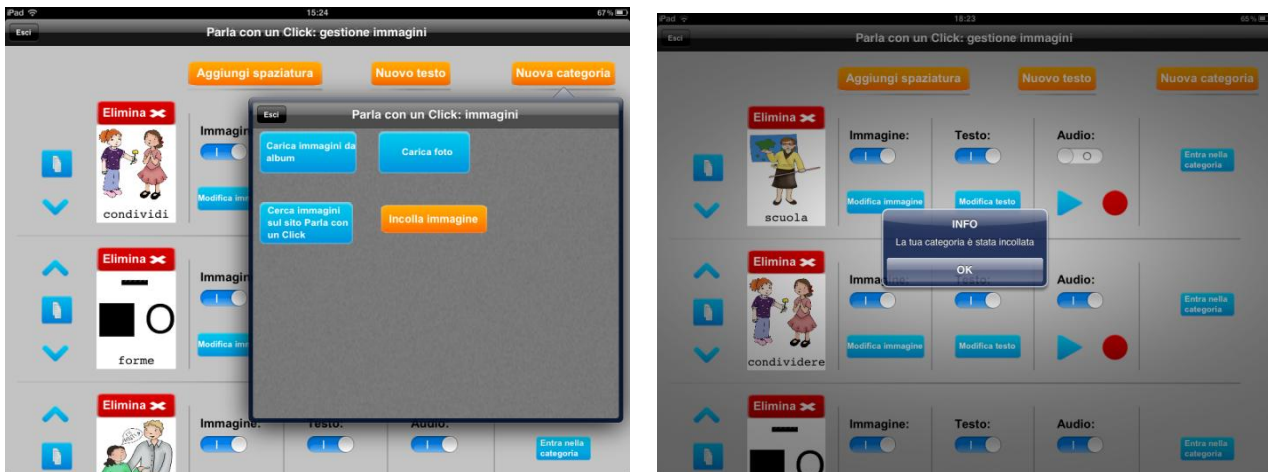 iPad 15:24 67%
Esci Parla con un Click: gestione immagini
Aggiungi spaziatura Nuovo testo Nuova categoria
Elimina
Immagin
Modifica imm
condividi
Elimina
Immagin
Modifica imm
forme
Elimina
Immagine: Testo: Audio:
Entra nella
categoria
Esci Parla con un Click: immagini
Carica immagini da
album
Carica foto
Cerca immagini
sul sito Parla con
un Click
Incolla immagine
iPad 18:23 65%
Esci Parla con un Click: gestione immagini
Aggiungi spaziatura Nuovo testo Nuova categoria
Elimina
Immagine: Testo: Audio:
Entra nella
categoria
Modifica immagine Modifica testo
scuola
INFO
La tua categoria è stata incollata
OK
Elimina
Immagine: Testo: Audio:
Entra nella
categoria
Modifica immagine Modifica testo
condividere
Elimina
Immagine: Testo: Audio:
Entra nella
categoria